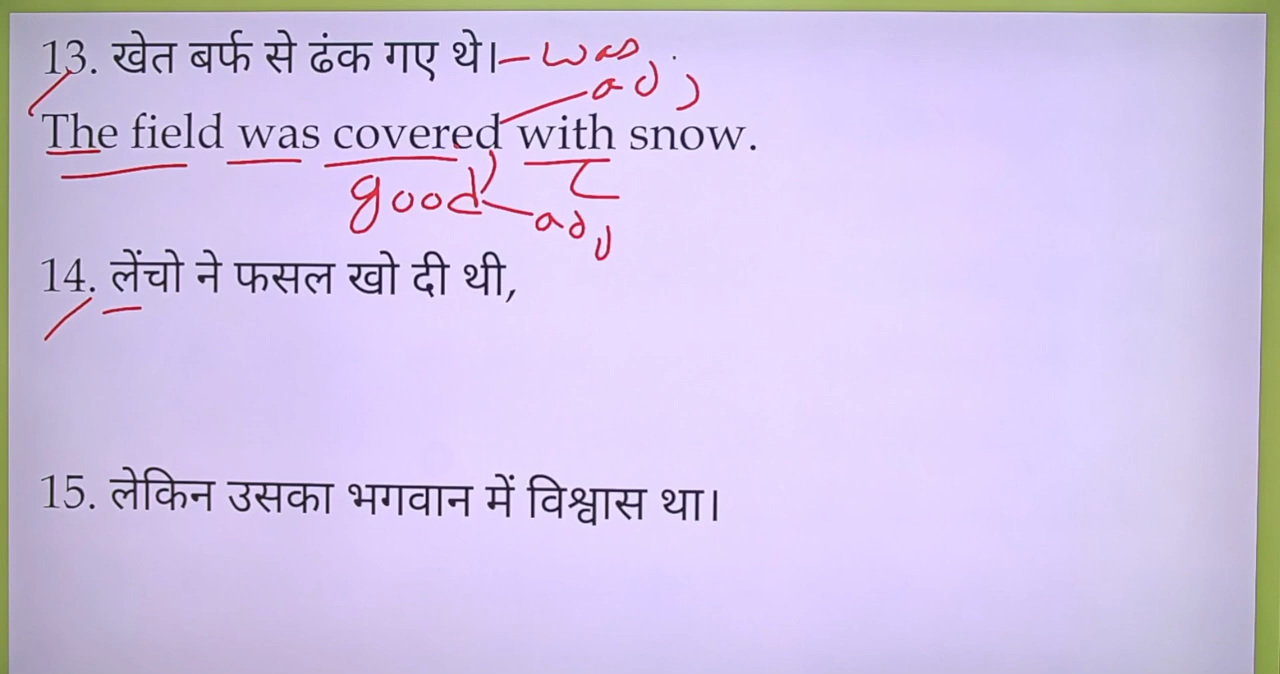 13. खेत बर्फ से ढंक गए थे।– was,
adj
The field was covered with snow.
good adj
14. लेंचो ने फसल खो दी थी,
15. लेकिन उसका भगवान में विश्वास था।